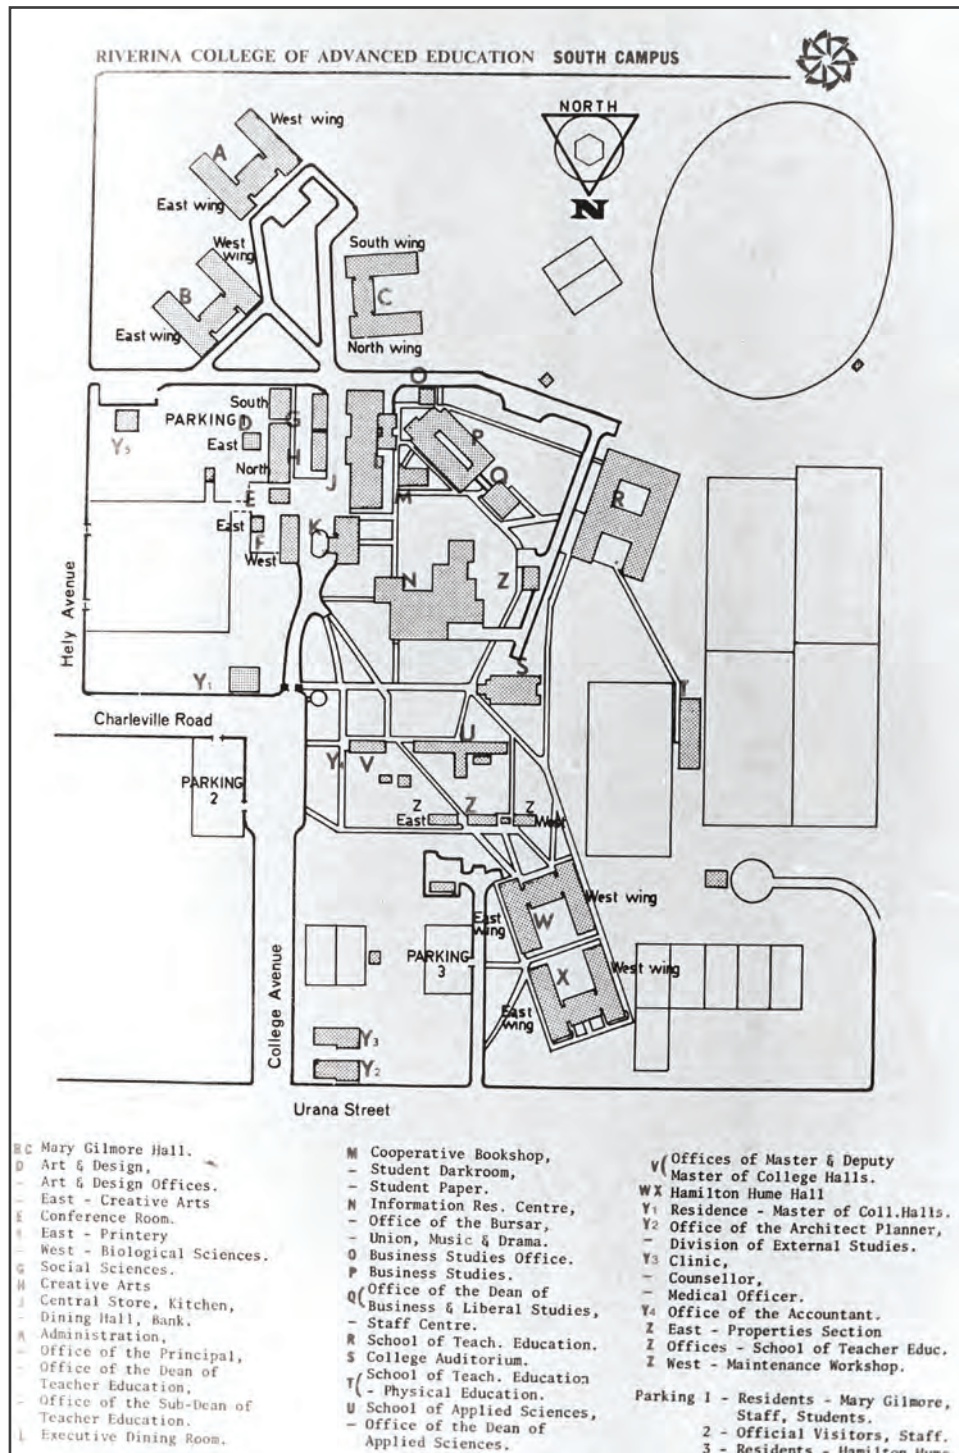 RIVERINA COLLEGE OF ADVANCED EDUCATION SOUTH CAMPUS
NORTH
N
West wing
A
East wing
West wing
B
East wing
South wing
C
North wing
O
South
PARKING 1
D
G
East
P
Y5
H
North
Q
J
M
R
E
East
K
F
West
N
Z
Hely Avenue
S
Y1
Y
Charleville Road
U
Y4
V
PARKING 2
Z East
Z
Z West
West wing
East wing
W
PARKING 3
X
West wing
East wing
College Avenue
Y3
Y2
Urana Street
BC Mary Gilmore Hall.
D Art & Design,
- Art & Design Offices.
- East - Creative Arts
E Conference Room.
East - Printery
- West - Biological Sciences.
G Social Sciences.
H Creative Arts
J Central Store, Kitchen,
- Dining Hall, Bank.
Administration,
- Office of the Principal,
- Office of the Dean of
Teacher Education,
- Office of the Sub-Dean of
Teacher Education.
L Executive Dining Room.
M Cooperative Bookshop,
- Student Darkroom,
- Student Paper.
N Information Res. Centre,
- Office of the Bursar,
- Union, Music & Drama.
O Business Studies Office.
P Business Studies.
Q( Office of the Dean of
Business & Liberal Studies,
- Staff Centre.
R School of Teach. Education.
S College Auditorium.
T( School of Teach. Education
- Physical Education.
U School of Applied Sciences,
- Office of the Dean of
Applied Sciences.
V( Offices of Master & Deputy
Master of College Halls.
WX Hamilton Hume Hall
Y1 Residence - Master of Coll.Halls.
Y2 Office of the Architect Planner,
- Division of External Studies.
Y3 Clinic,
- Counsellor,
- Medical Officer.
Y4 Office of the Accountant.
Z East - Properties Section
Z Offices - School of Teacher Educ.
Z West - Maintenance Workshop.
Parking 1 - Residents - Mary Gilmore,
Staff, Students.
2 - Official Visitors, Staff.
3 - Residents - Hamilton Hume